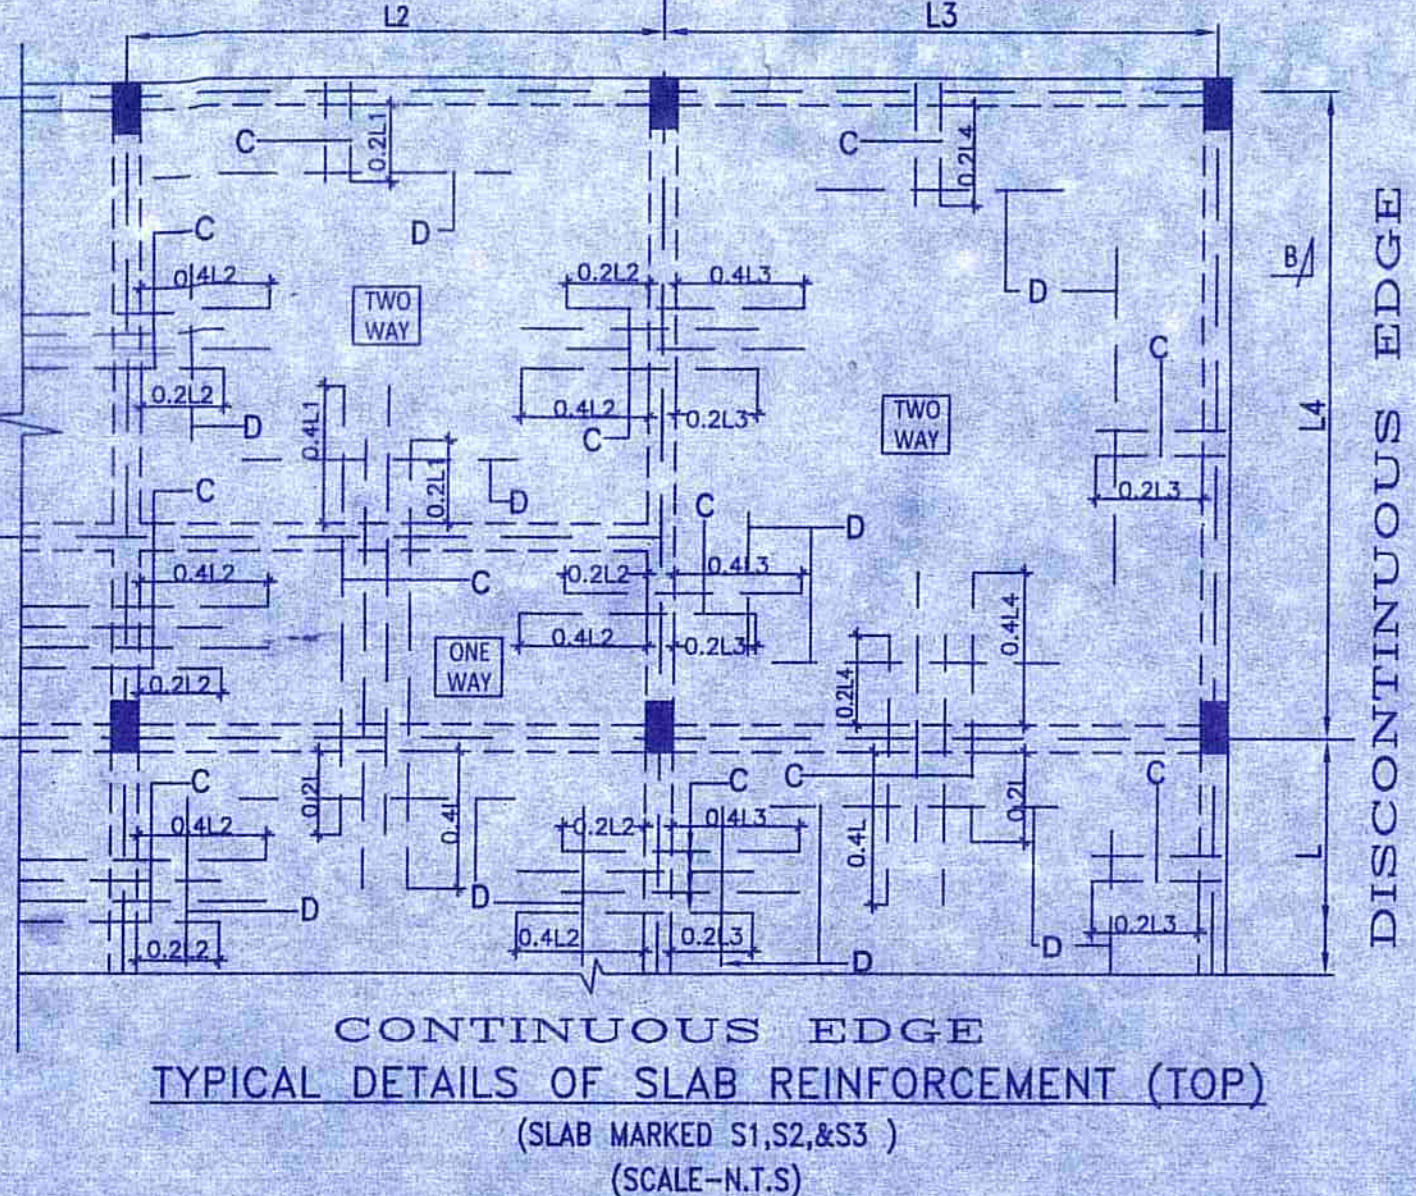 L2
L3
C
0.2L1
C
0.2L4
C
D
0.4L2
0.2L2
0.4L3
B
TWO
WAY
D
C
0.2L2
D
0.4L1
0.4L2
C
0.2L3
TWO
WAY
L4
0.2L1
C
D
C
0.2L3
D
0.4L2
C
0.2L2
0.4L3
0.4L4
ONE
WAY
0.4L2
0.2L3
0.2L2
0.2L4
C
0.2L
0.4L
C
C
C
0.4L2
0.2L2
0.4L3
0.4L
0.2L
L
D
D
0.2L2
0.4L2
0.2L3
D
D
0.2L3
DISCONTINUOUS EDGE
CONTINUOUS EDGE
TYPICAL DETAILS OF SLAB REINFORCEMENT (TOP)
(SLAB MARKED S1,S2,&S3 )
(SCALE-N.T.S)